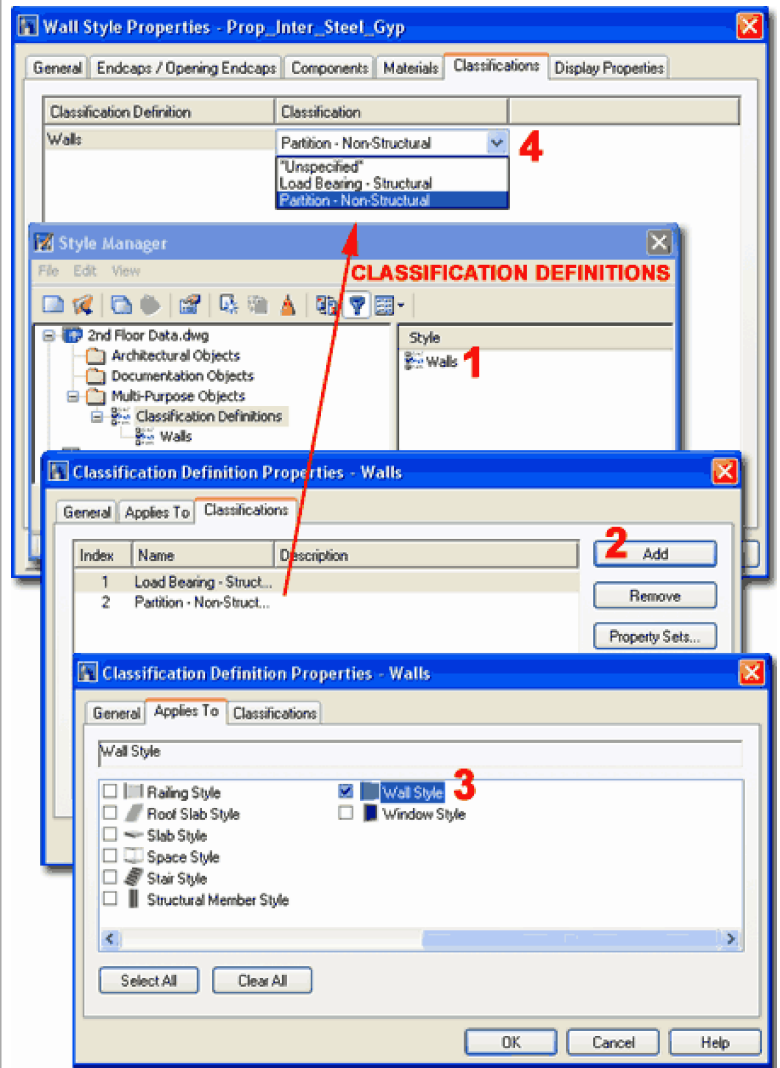 Wall Style Properties - Prop_Inter_Steel_Gyp
General Endcaps / Opening Endcaps Components Materials Classifications Display Properties
Classification Definition Classification
Walls Partition - Non-Structural 4
"Unspecified"
Load Bearing - Structural
Partition - Non-Structural
Style Manager
File Edit View CLASSIFICATION DEFINITIONS
2nd Floor Data.dwg Style
Architectural Objects Walls 1
Documentation Objects
Multi-Purpose Objects
Classification Definitions
Walls
Classification Definition Properties - Walls
General Applies To Classifications
Index Name Description 2 Add
1 Load Bearing - Struct...
2 Partition - Non-Struct...
Remove
Property Sets...
Classification Definition Properties - Walls
General Applies To Classifications
Wall Style
Railing Style Wall Style 3
Roof Slab Style Window Style
Slab Style
Space Style
Stair Style
Structural Member Style
Select All Clear All
OK Cancel Help